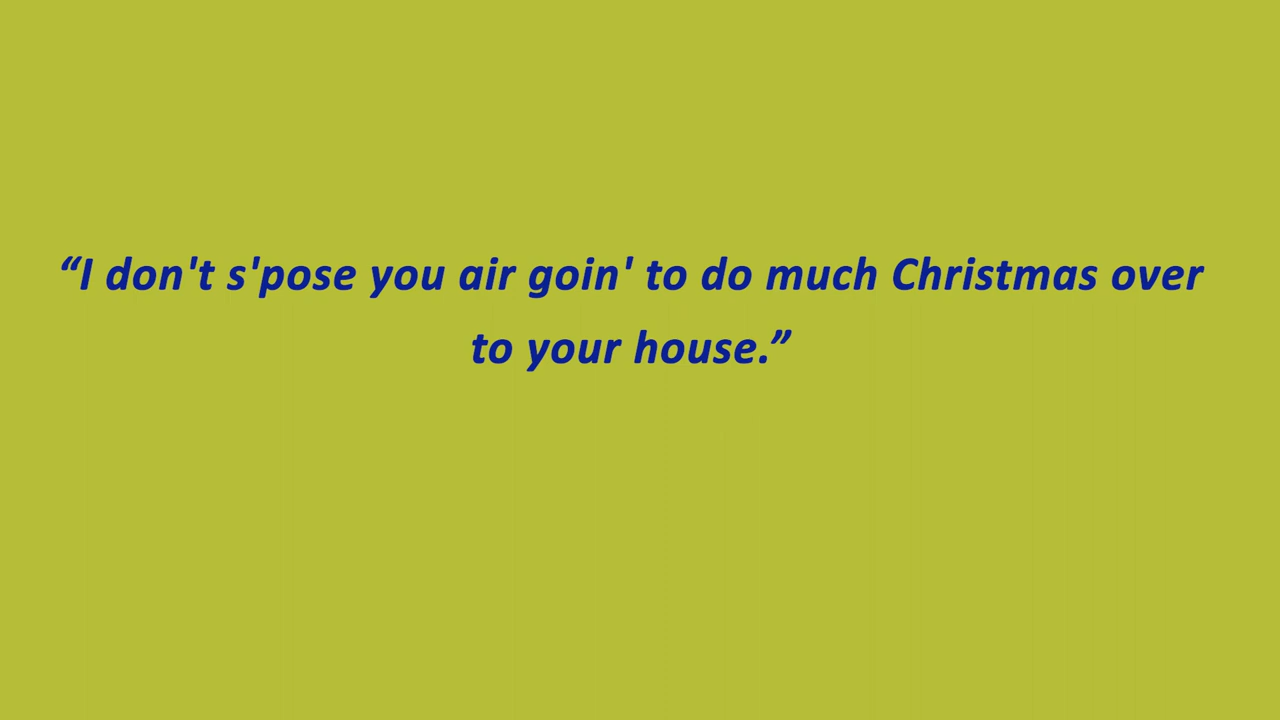 “I don't s'pose you air goin' to do much Christmas over
to your house.”